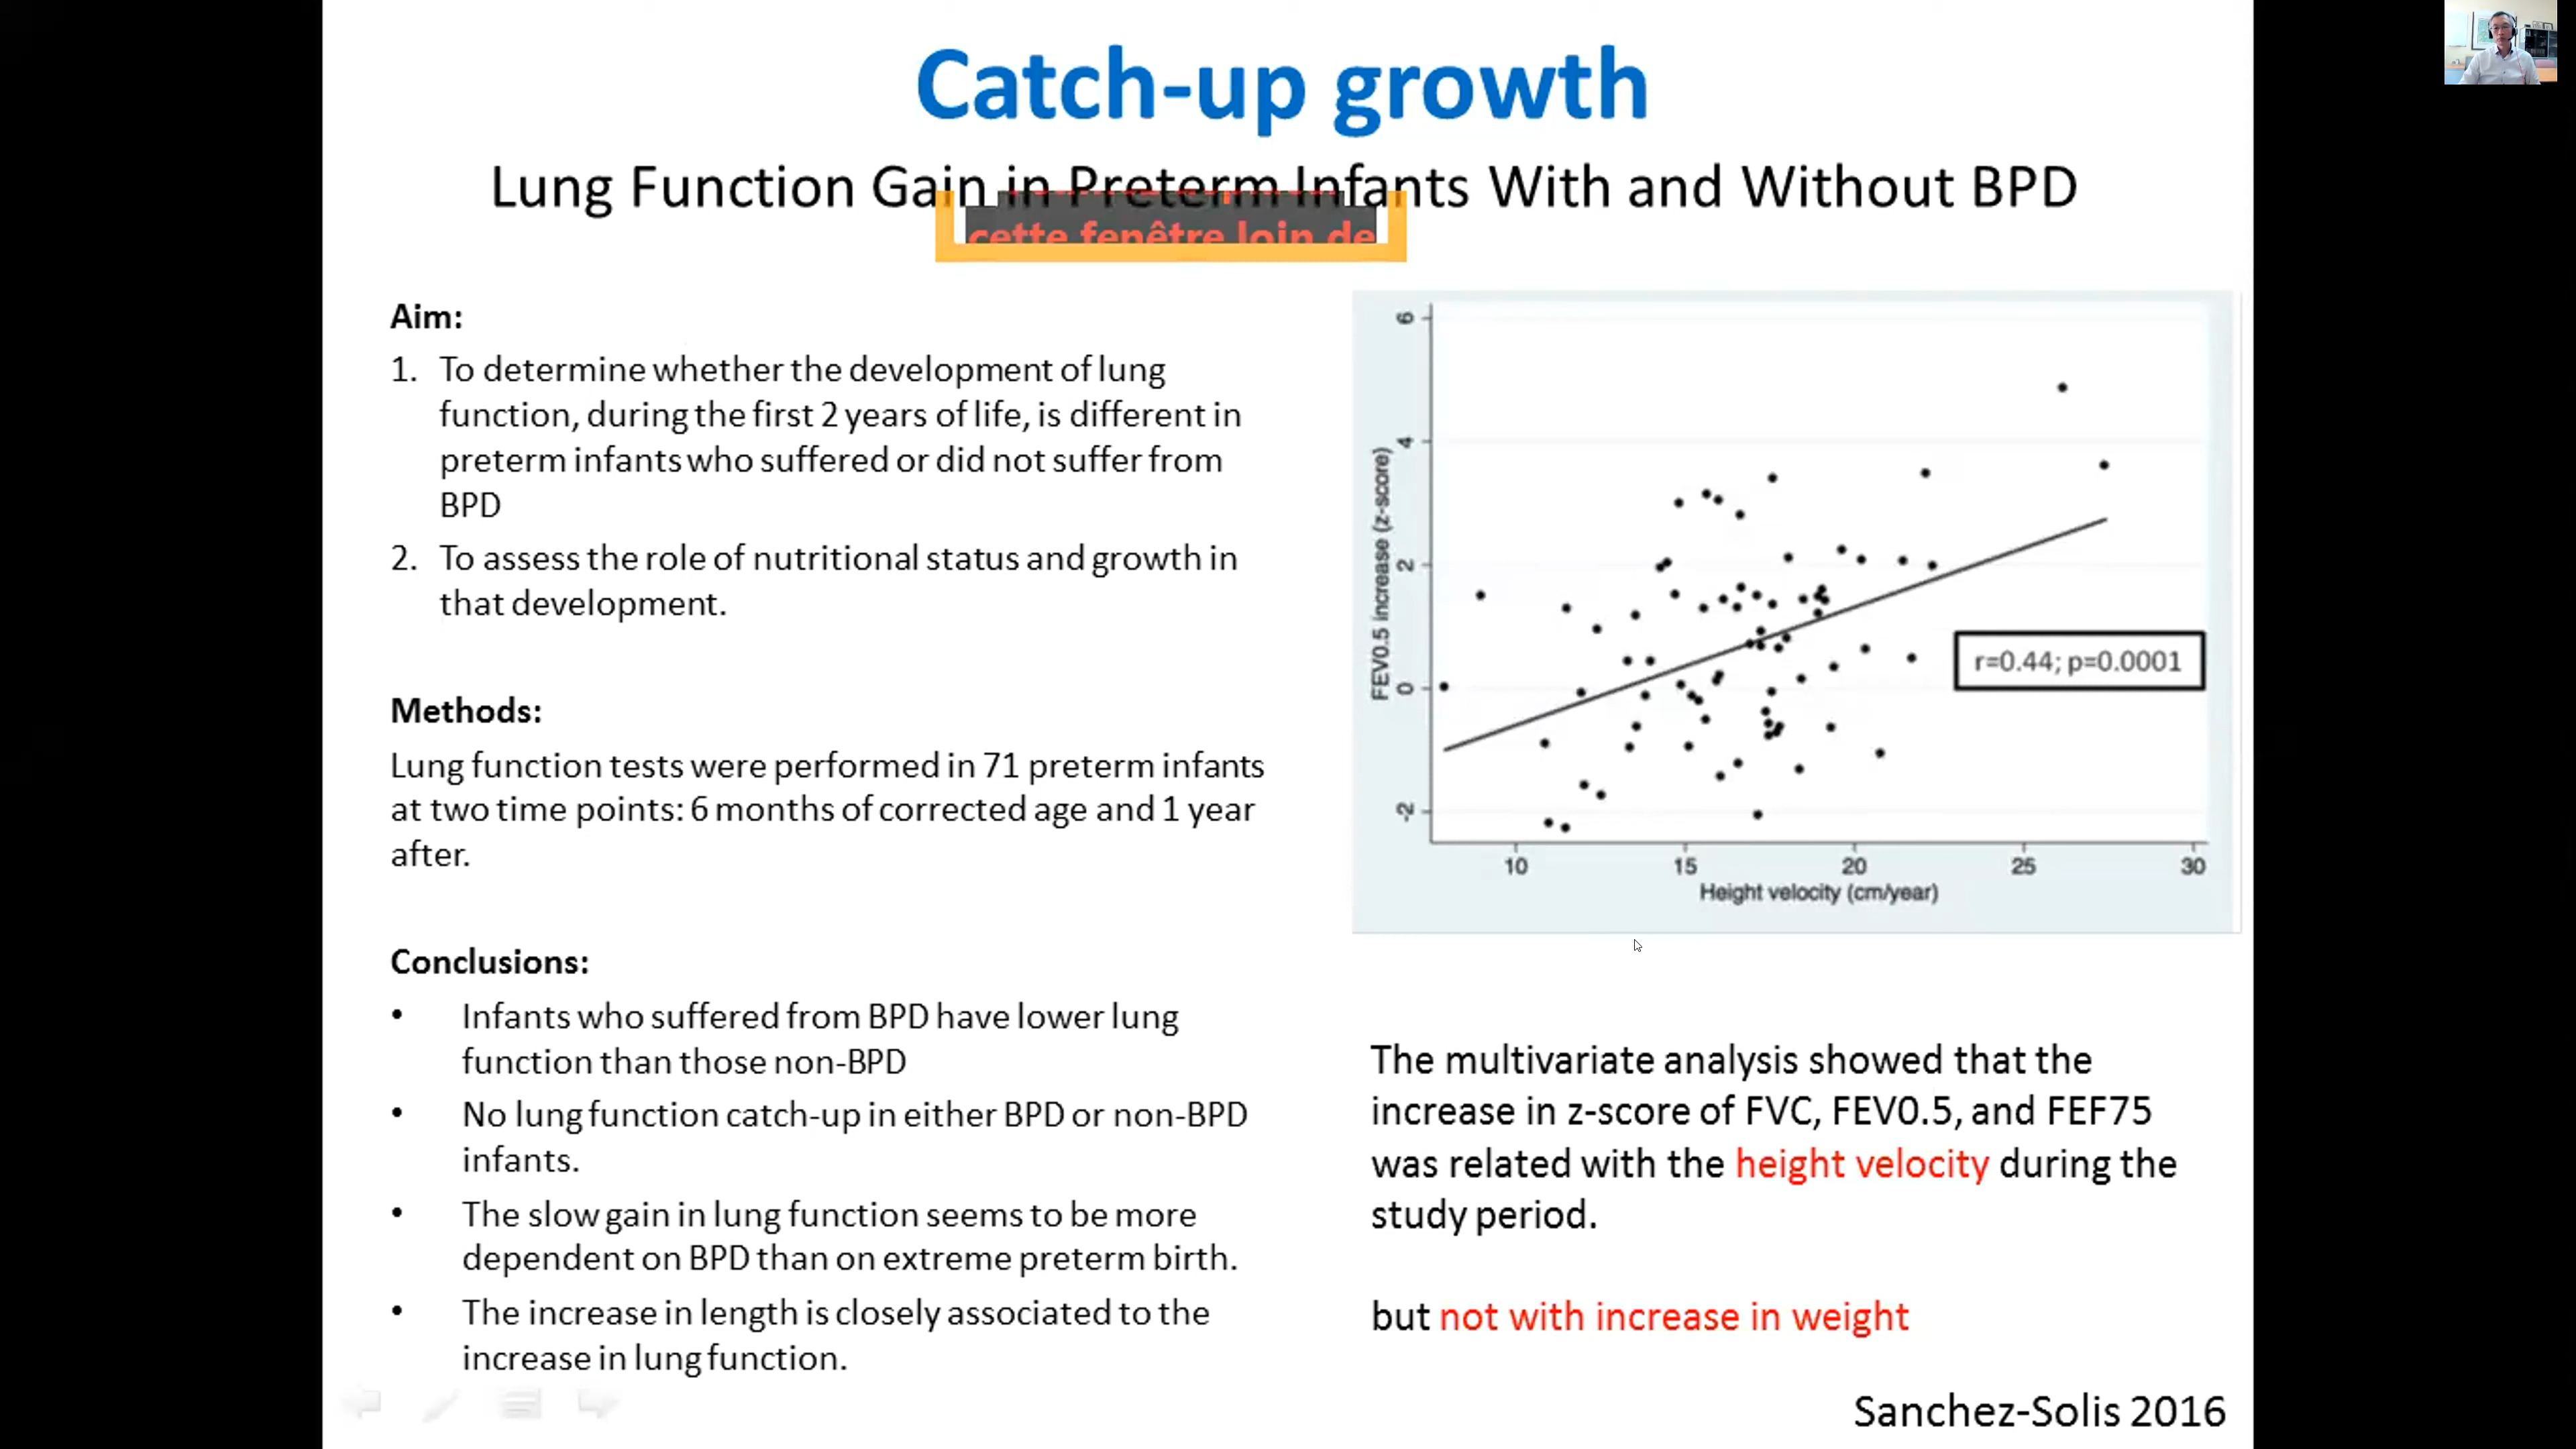 Catch-up growth
Lung Function Gain in Preterm Infants With and Without BPD
cette fenêtre loin de
Aim:
1. To determine whether the development of lung
function, during the first 2 years of life, is different in
preterm infants who suffered or did not suffer from
BPD
2. To assess the role of nutritional status and growth in
that development.
Methods:
Lung function tests were performed in 71 preterm infants
at two time points: 6 months of corrected age and 1 year
after.
Conclusions:
• Infants who suffered from BPD have lower lung
function than those non-BPD
• No lung function catch-up in either BPD or non-BPD
infants.
• The slow gain in lung function seems to be more
dependent on BPD than on extreme preterm birth.
• The increase in length is closely associated to the
increase in lung function.
FEV0.5 increase (z-score)
6
4
2
0
-2
r=0.44; p=0.0001
10 15 20 25 30
Height velocity (cm/year)
The multivariate analysis showed that the
increase in z-score of FVC, FEV0.5, and FEF75
was related with the height velocity during the
study period.
but not with increase in weight
Sanchez-Solis 2016